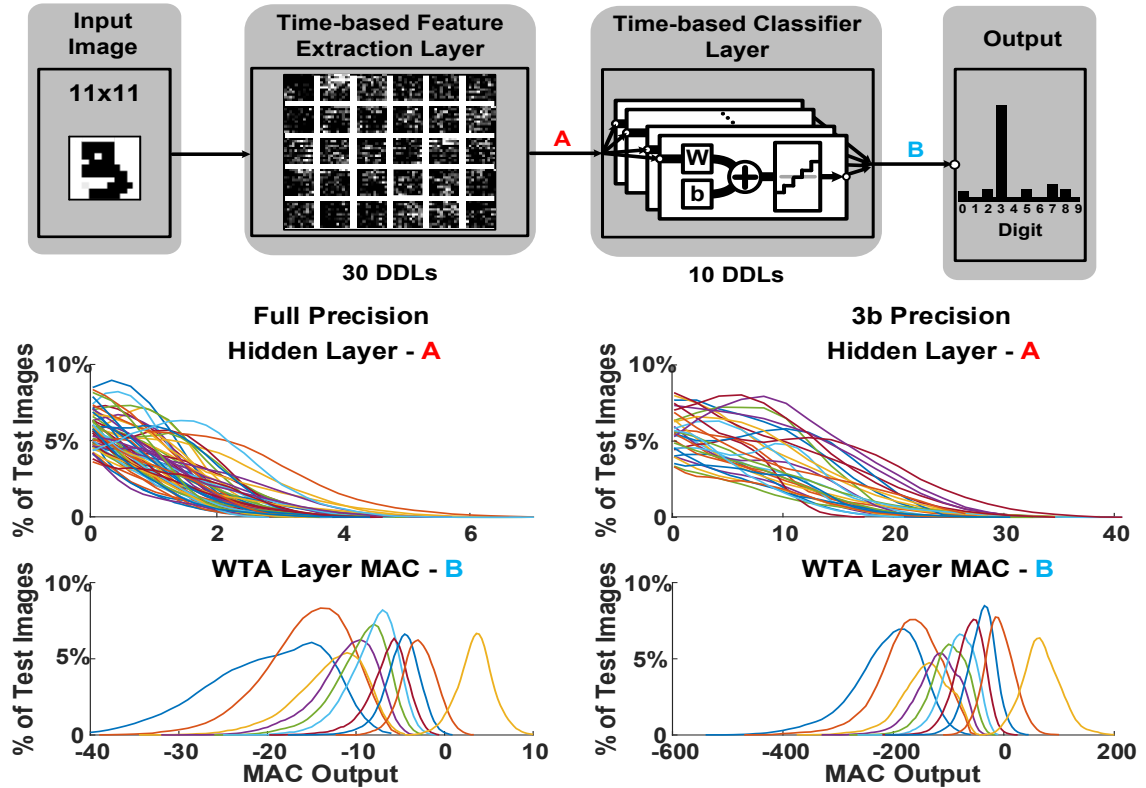 Input
Image
Time-based Feature
Extraction Layer
Time-based Classifier
Layer
Output
11x11
A
W
b
B
0 1 2 3 4 5 6 7 8 9
Digit
30 DDLs
10 DDLs
Full Precision
Hidden Layer - A
3b Precision
Hidden Layer - A
% of Test Images
10%
5%
0
0 2 4 6
% of Test Images
10%
5%
0
0 10 20 30 40
WTA Layer MAC - B
% of Test Images
10%
5%
0
-40 -30 -20 -10 0 10
MAC Output
WTA Layer MAC - B
% of Test Images
10%
5%
0
-600 -400 -200 0 200
MAC Output